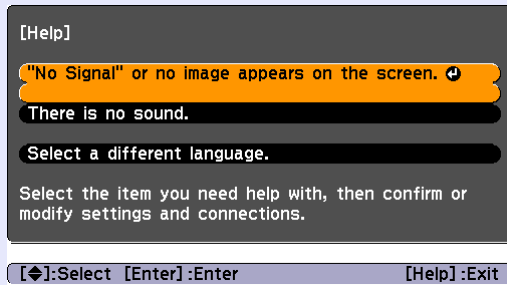 [Help]
"No Signal" or no image appears on the screen.
There is no sound.
Select a different language.
Select the item you need help with, then confirm or
modify settings and connections.
[◆]:Select [Enter]:Enter [Help]:Exit